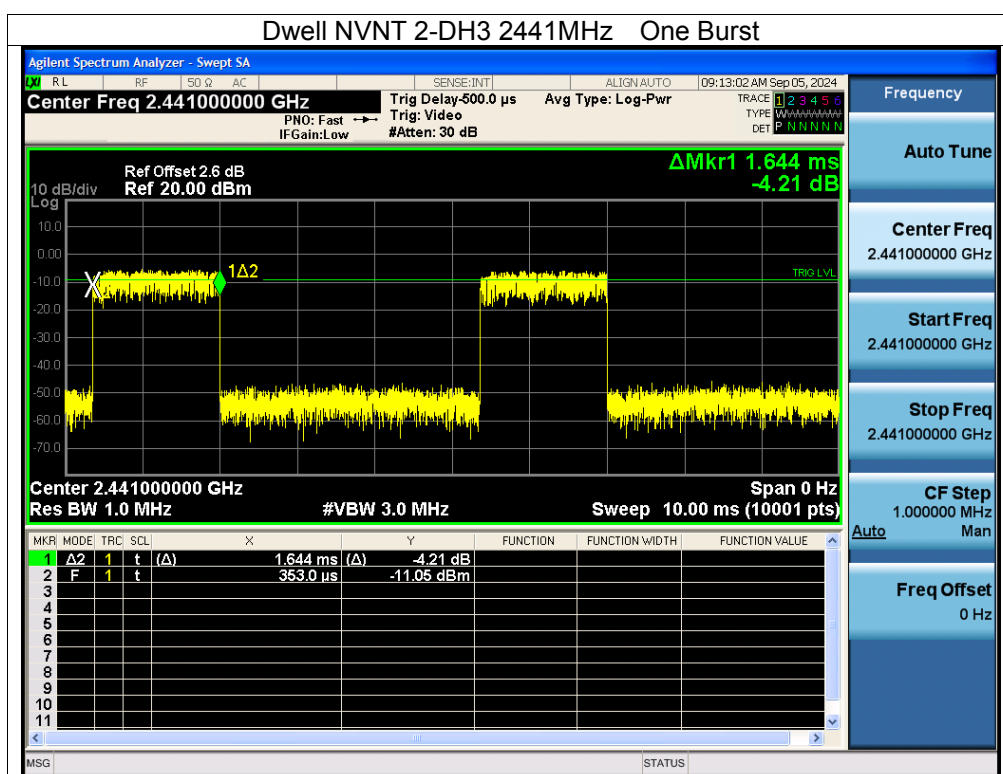 Dwell NVNT 2-DH3 2441MHz One Burst
Agilent Spectrum Analyzer - Swept SA
LXI RL RF 50 Ω AC SENSE:INT ALIGN AUTO 09:13:02 AM Sep 05, 2024
Center Freq 2.441000000 GHz Trig Delay-500.0 µs Avg Type: Log-Pwr TRACE 1 2 3 4 5 6
PNO: Fast Trig: Video TYPE WWWWWW
IFGain:Low #Atten: 30 dB DET P N N N N N
Frequency
Auto Tune
Center Freq
2.441000000 GHz
Start Freq
2.441000000 GHz
Stop Freq
2.441000000 GHz
CF Step
1.000000 MHz
Auto Man
Freq Offset
0 Hz
ΔMkr1 1.644 ms
-4.21 dB
Ref Offset 2.6 dB
10 dB/div Ref 20.00 dBm
Log
10.0
0.00
-10.0
-20.0
-30.0
-40.0
-50.0
-60.0
-70.0
1Δ2
TRIG LVL
Center 2.441000000 GHz Span 0 Hz
Res BW 1.0 MHz #VBW 3.0 MHz Sweep 10.00 ms (10001 pts)
MKR MODE TRC SCL X Y FUNCTION FUNCTION WIDTH FUNCTION VALUE
1 Δ2 1 t (Δ) 1.644 ms (Δ) -4.21 dB
2 F 1 t 353.0 µs -11.05 dBm
3
4
5
6
7
8
9
10
11
MSG STATUS